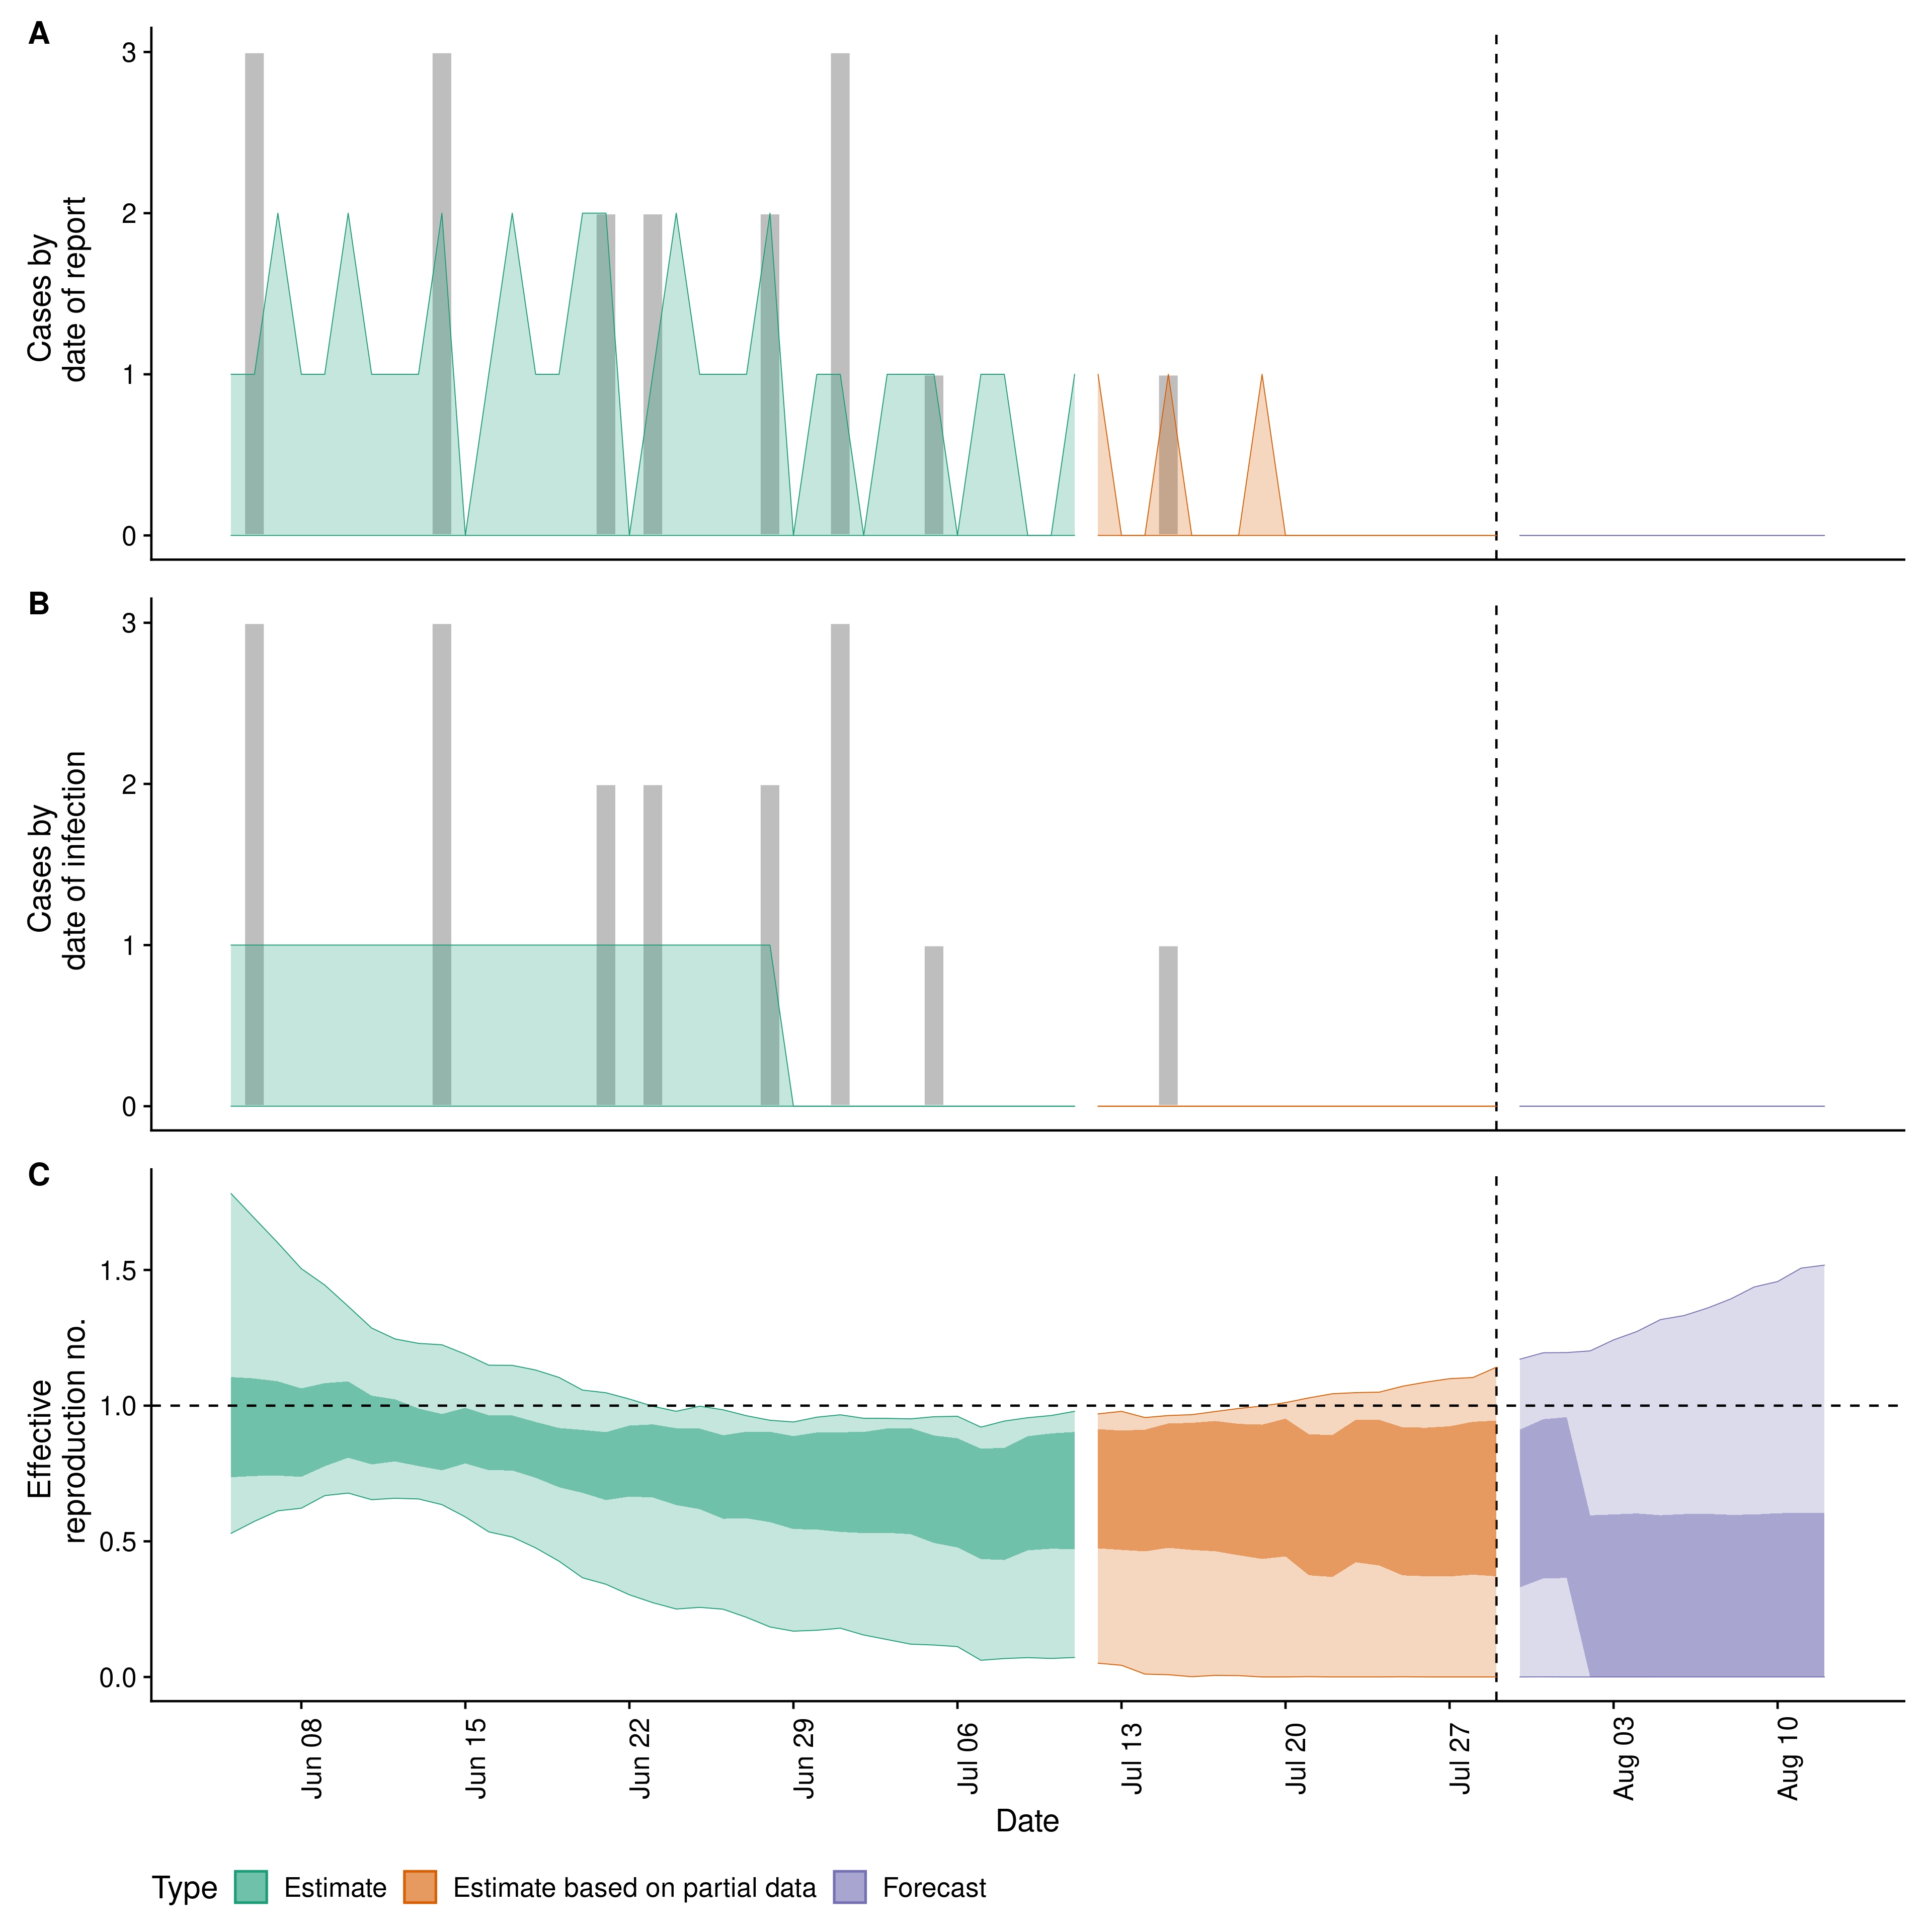 A
Cases by
date of report
3
2
1
0
B
Cases by
date of infection
3
2
1
0
C
Effective
reproduction no.
1.5
1.0
0.5
0.0
Jun 08
Jun 15
Jun 22
Jun 29
Jul 06
Jul 13
Jul 20
Jul 27
Aug 03
Aug 10
Date
Type Estimate Estimate based on partial data Forecast